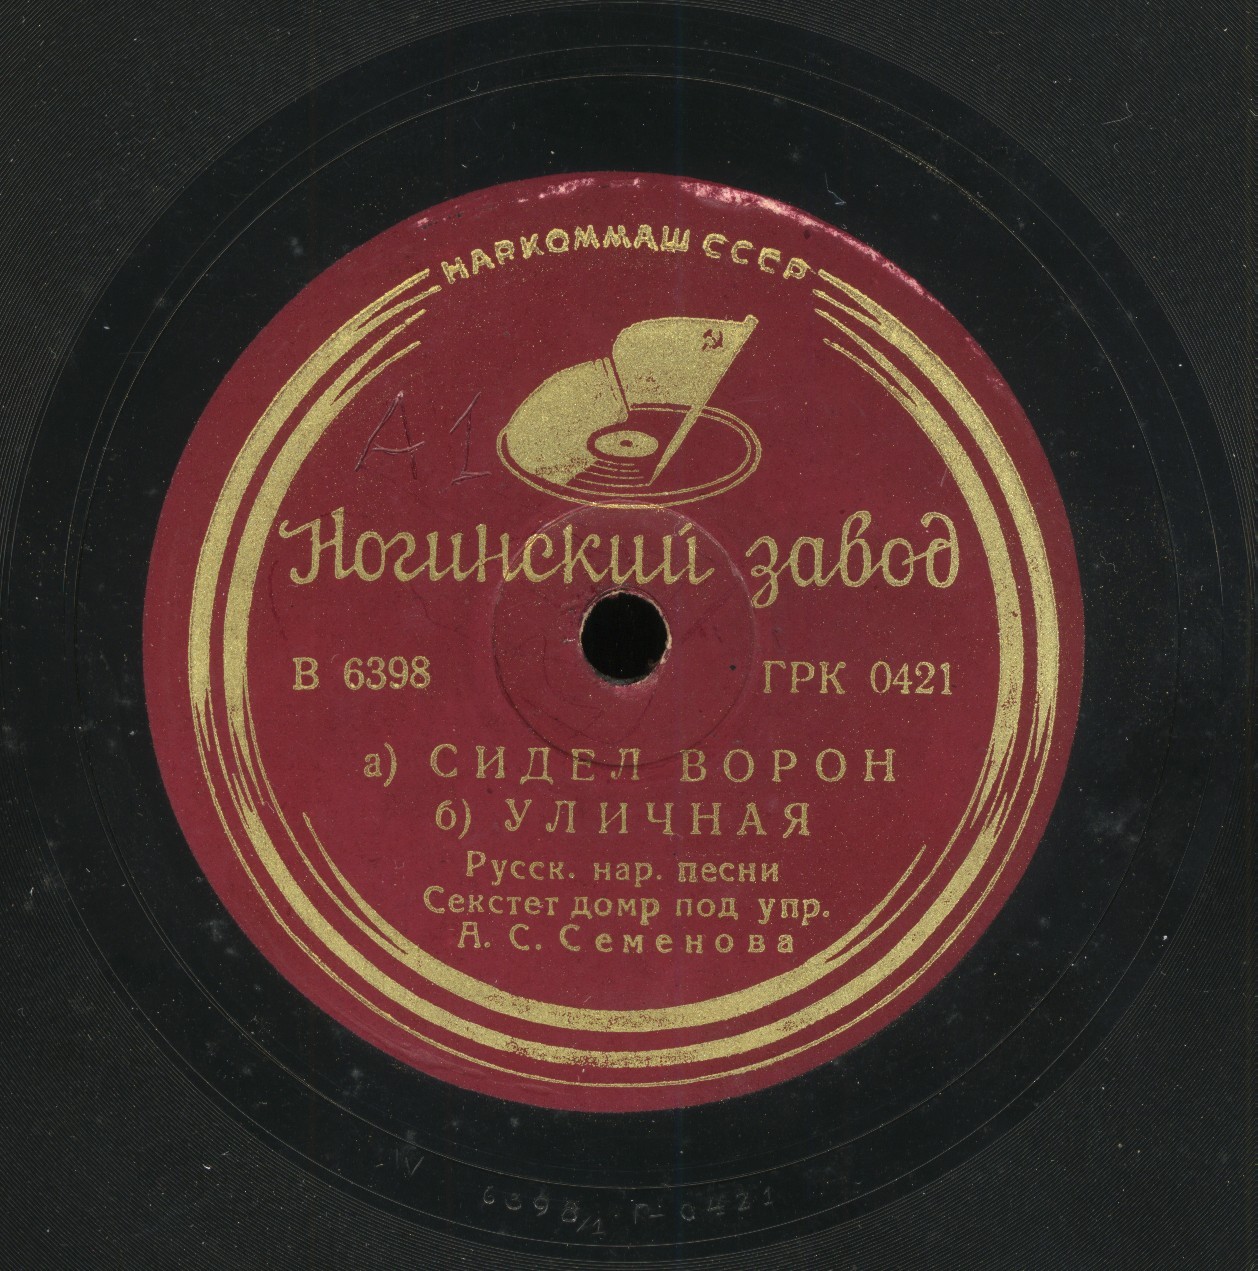 НАРКОММАШ СССР
А1
Ногинский завод
В 6398 ГРК 0421
а) СИДЕЛ ВОРОН
б) УЛИЧНАЯ
Русск. нар. песни
Секстет домр под упр.
А. С. Семенова
6398/1 Г-0421